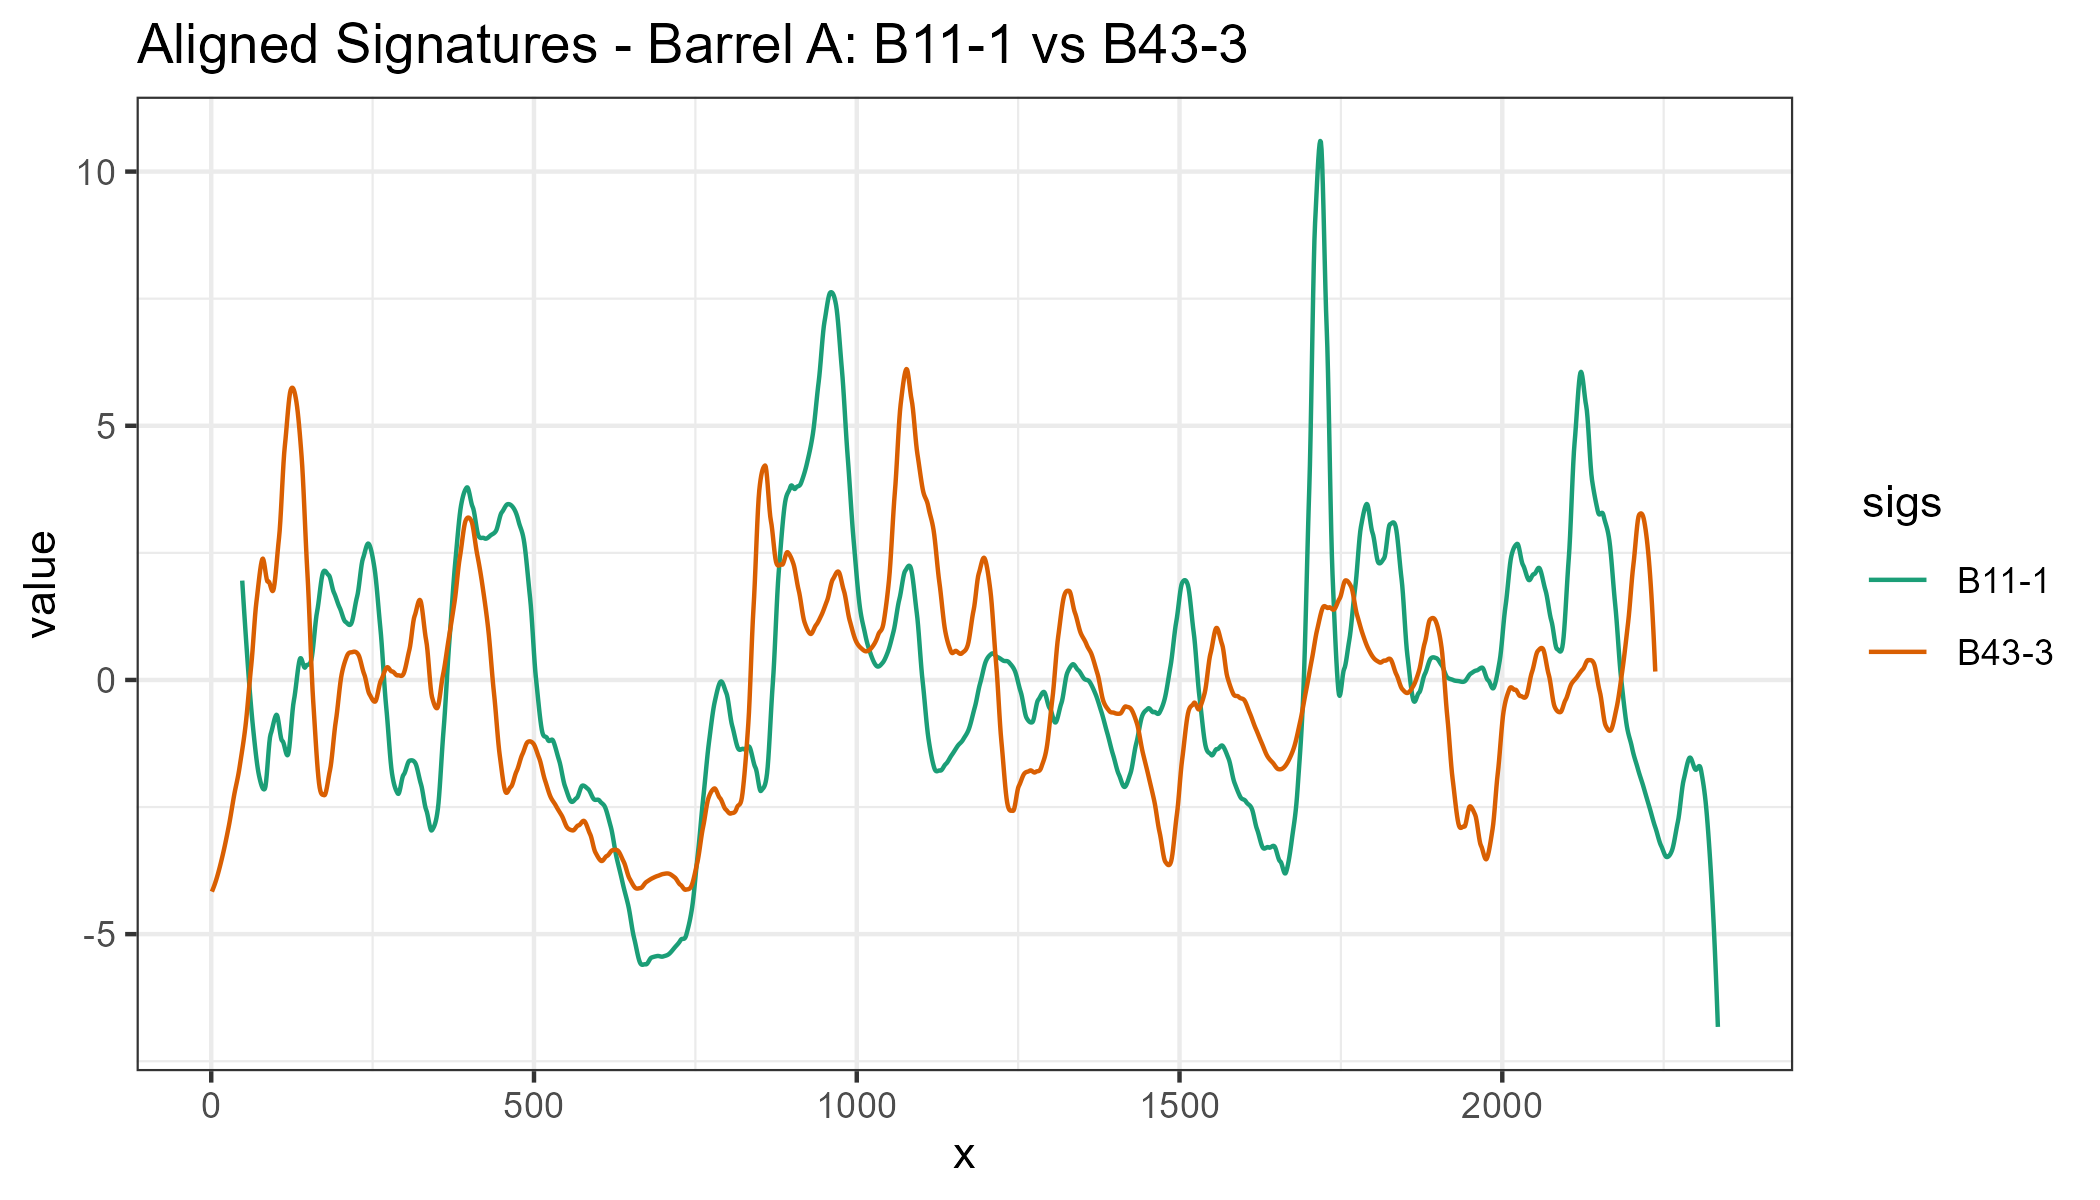 Aligned Signatures - Barrel A: B11-1 vs B43-3
value
10
5
0
-5
0
500
1000
1500
2000
x
sigs
B11-1
B43-3